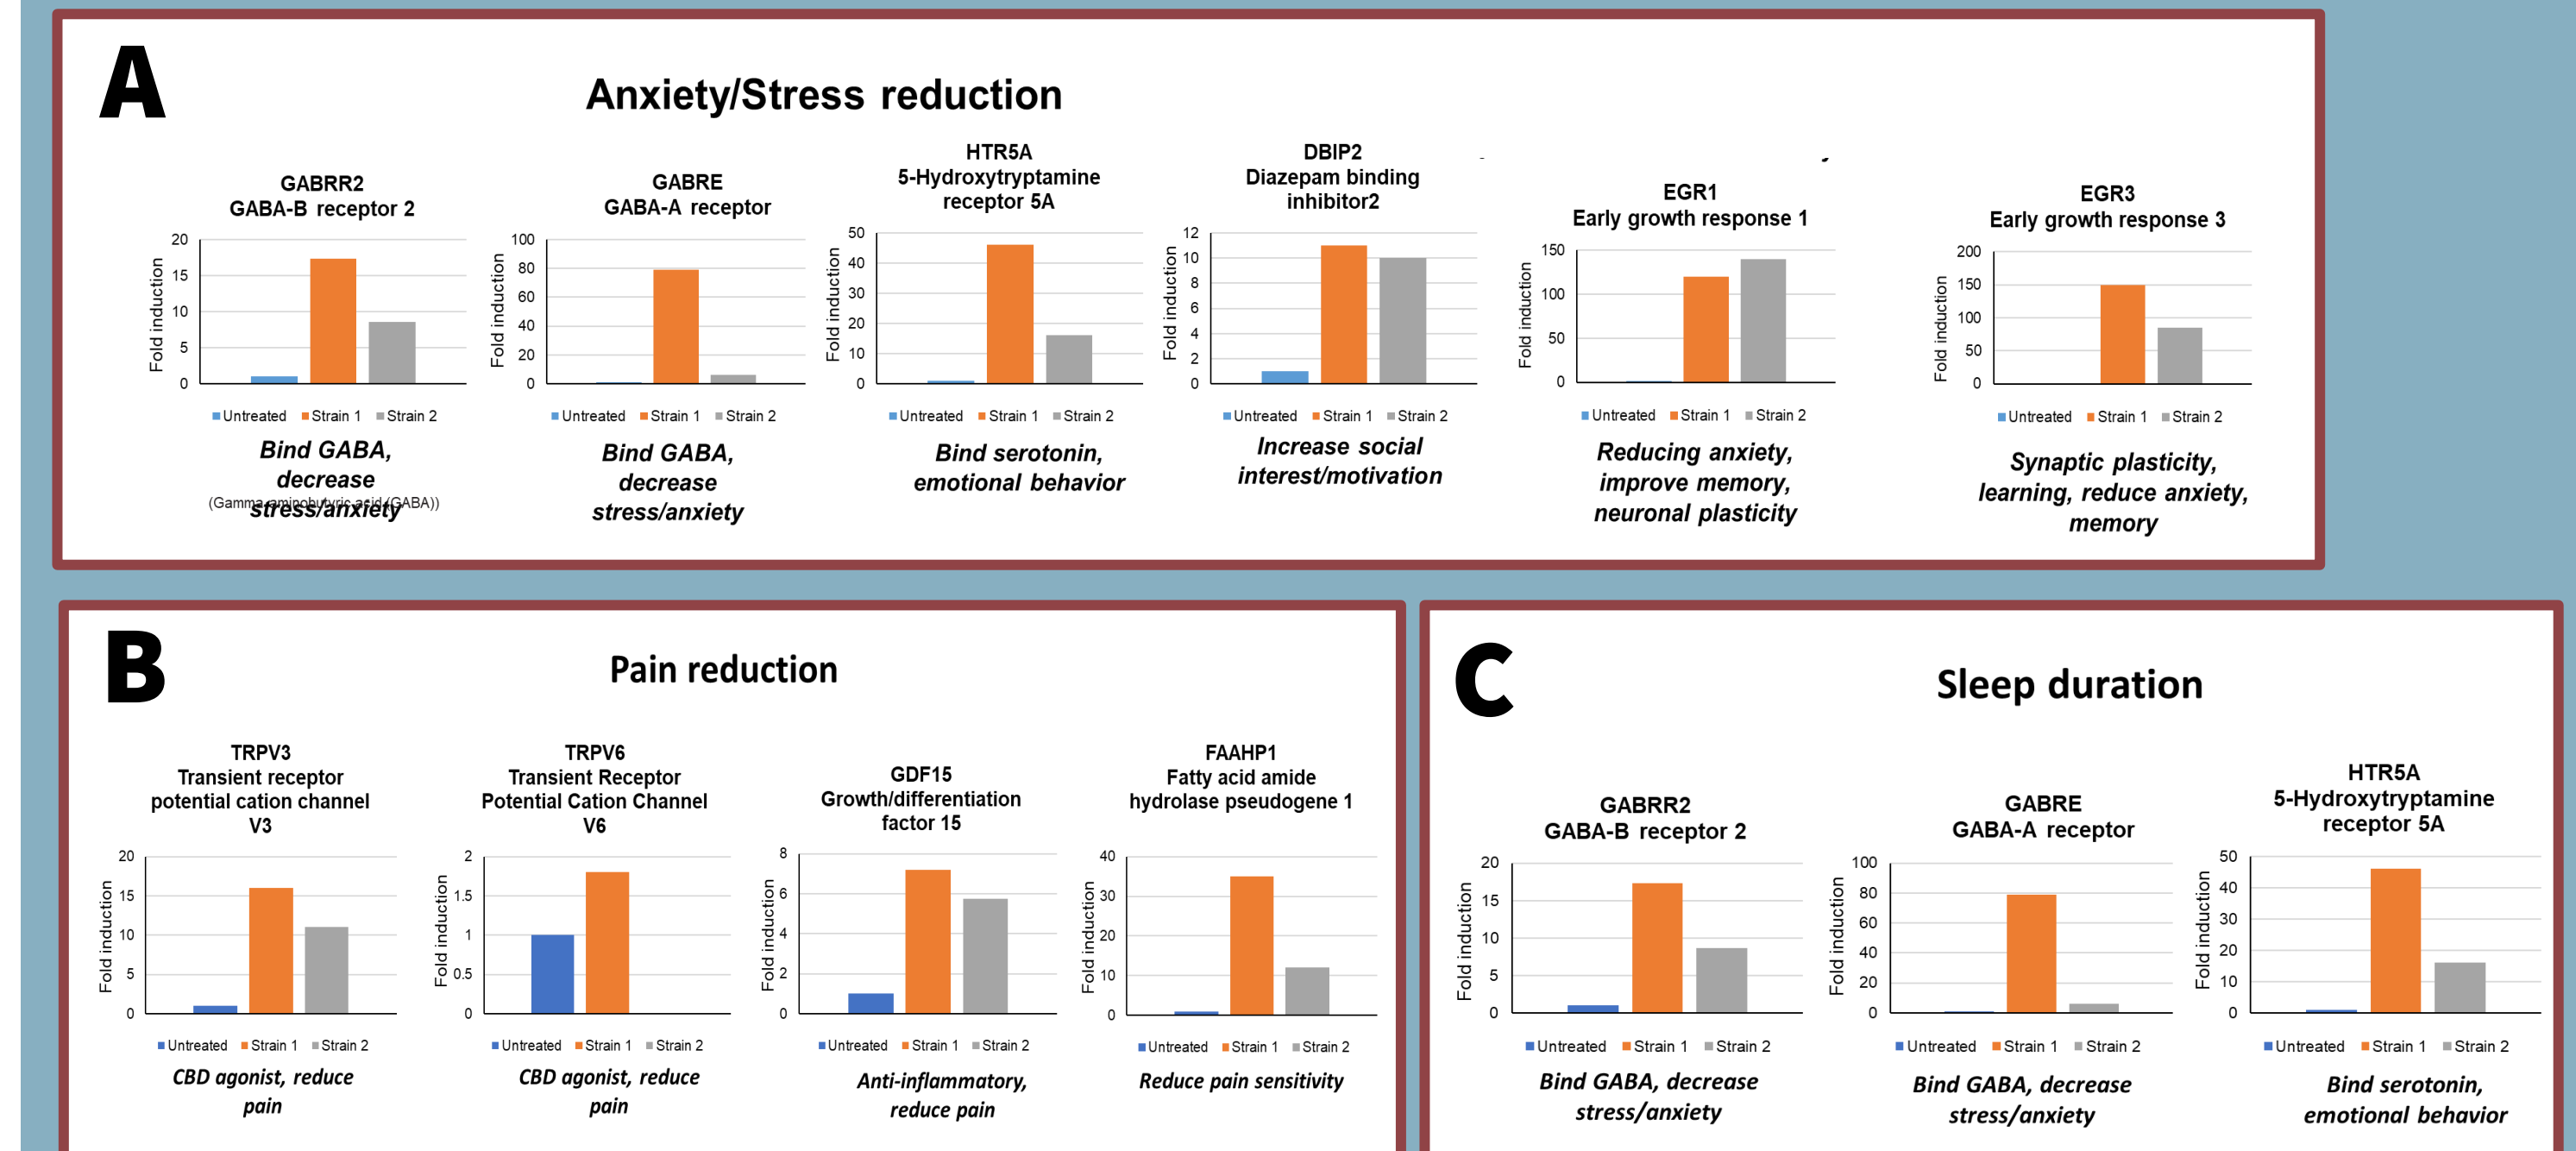 A
Anxiety/Stress reduction
GABRR2
GABA-B receptor 2
20
15
10
5
0
Fold induction
Untreated Strain 1 Strain 2
Bind GABA,
decrease
stress/anxiety
(Gamma-aminobutyric acid (GABA))
GABRE
GABA-A receptor
100
80
60
40
20
0
Fold induction
Untreated Strain 1 Strain 2
Bind GABA,
decrease
stress/anxiety
HTR5A
5-Hydroxytryptamine
receptor 5A
50
40
30
20
10
0
Fold induction
Untreated Strain 1 Strain 2
Bind serotonin,
emotional behavior
DBIP2
Diazepam binding
inhibitor2
12
10
8
6
4
2
0
Fold induction
Untreated Strain 1 Strain 2
Increase social
interest/motivation
EGR1
Early growth response 1
150
100
50
0
Fold induction
Untreated Strain 1 Strain 2
Reducing anxiety,
improve memory,
neuronal plasticity
EGR3
Early growth response 3
200
150
100
50
0
Fold induction
Untreated Strain 1 Strain 2
Synaptic plasticity,
learning, reduce anxiety,
memory
B
Pain reduction
TRPV3
Transient receptor
potential cation channel
V3
20
15
10
5
0
Fold induction
Untreated Strain 1 Strain 2
CBD agonist, reduce
pain
TRPV6
Transient Receptor
Potential Cation Channel
V6
2
1.5
1
0.5
0
Fold induction
Untreated Strain 1 Strain 2
CBD agonist, reduce
pain
GDF15
Growth/differentiation
factor 15
8
6
4
2
0
Fold induction
Untreated Strain 1 Strain 2
Anti-inflammatory,
reduce pain
FAAHP1
Fatty acid amide
hydrolase pseudogene 1
40
30
20
10
0
Fold induction
Untreated Strain 1 Strain 2
Reduce pain sensitivity
C
Sleep duration
GABRR2
GABA-B receptor 2
20
15
10
5
0
Fold induction
Untreated Strain 1 Strain 2
Bind GABA, decrease
stress/anxiety
GABRE
GABA-A receptor
100
80
60
40
20
0
Fold induction
Untreated Strain 1 Strain 2
Bind GABA, decrease
stress/anxiety
HTR5A
5-Hydroxytryptamine
receptor 5A
50
40
30
20
10
0
Fold induction
Untreated Strain 1 Strain 2
Bind serotonin,
emotional behavior